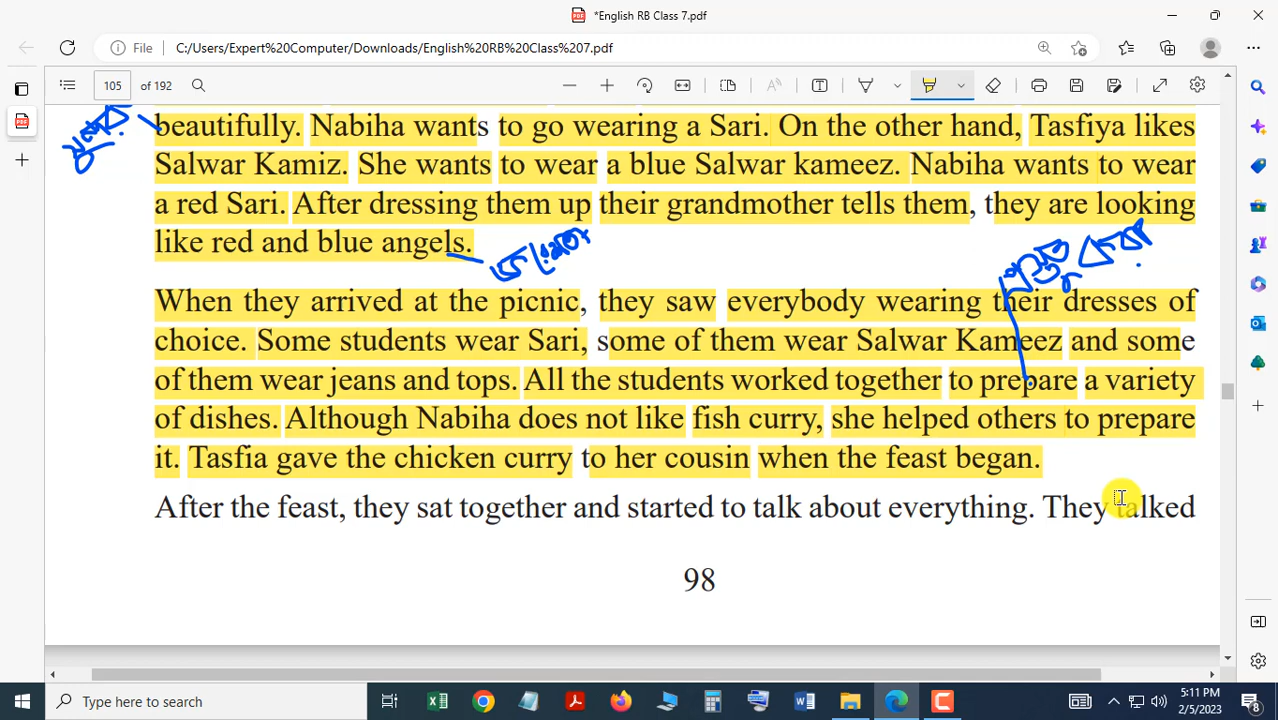 *English RB Class 7.pdf
File C:/Users/Expert%20Computer/Downloads/English%20RB%20Class%207.pdf
105 of 192
beautifully. Nabiha wants to go wearing a Sari. On the other hand, Tasfiya likes
Salwar Kamiz. She wants to wear a blue Salwar kameez. Nabiha wants to wear
a red Sari. After dressing them up their grandmother tells them, they are looking
like red and blue angels.
When they arrived at the picnic, they saw everybody wearing their dresses of
choice. Some students wear Sari, some of them wear Salwar Kameez and some
of them wear jeans and tops. All the students worked together to prepare a variety
of dishes. Although Nabiha does not like fish curry, she helped others to prepare
it. Tasfia gave the chicken curry to her cousin when the feast began.
After the feast, they sat together and started to talk about everything. They talked
98
Type here to search
5:11 PM
2/5/2023
8